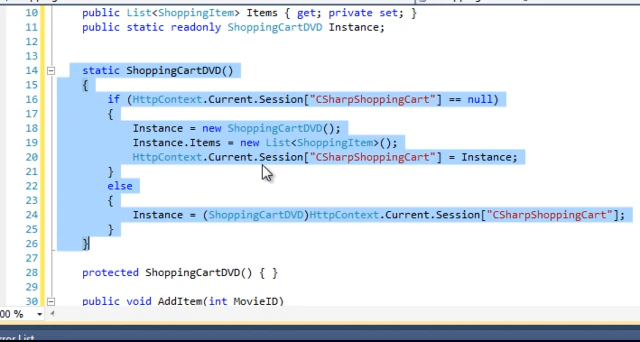 10 public List<ShoppingItem> Items { get; private set; }
11 public static readonly ShoppingCartDVD Instance;
12
13
14 static ShoppingCartDVD()
15 {
16 if (HttpContext.Current.Session["CSharpShoppingCart"] == null)
17 {
18 Instance = new ShoppingCartDVD();
19 Instance.Items = new List<ShoppingItem>();
20 HttpContext.Current.Session["CSharpShoppingCart"] = Instance;
21 }
22 else
23 {
24 Instance = (ShoppingCartDVD)HttpContext.Current.Session["CSharpShoppingCart"];
25 }
26 }
27
28 protected ShoppingCartDVD() { }
29
30 public void AddItem(int MovieID)
00 %
rror List